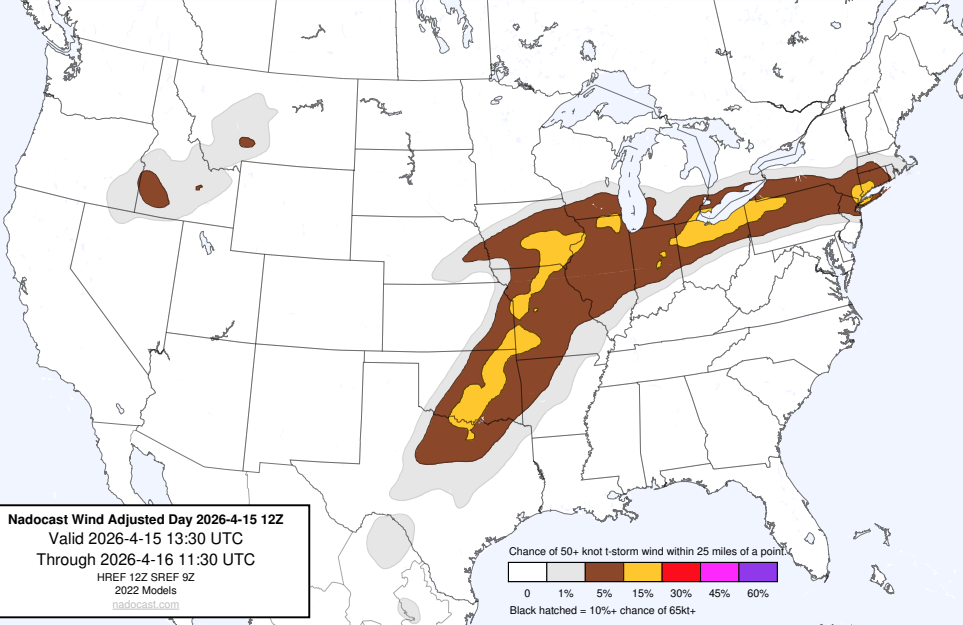 Nadocast Wind Adjusted Day 2026-4-15 12Z
Valid 2026-4-15 13:30 UTC
Through 2026-4-16 11:30 UTC
HREF 12Z SREF 9Z
2022 Models
nadocast.com
Chance of 50+ knot t-storm wind within 25 miles of a point.
0 1% 5% 15% 30% 45% 60%
Black hatched = 10%+ chance of 65kt+